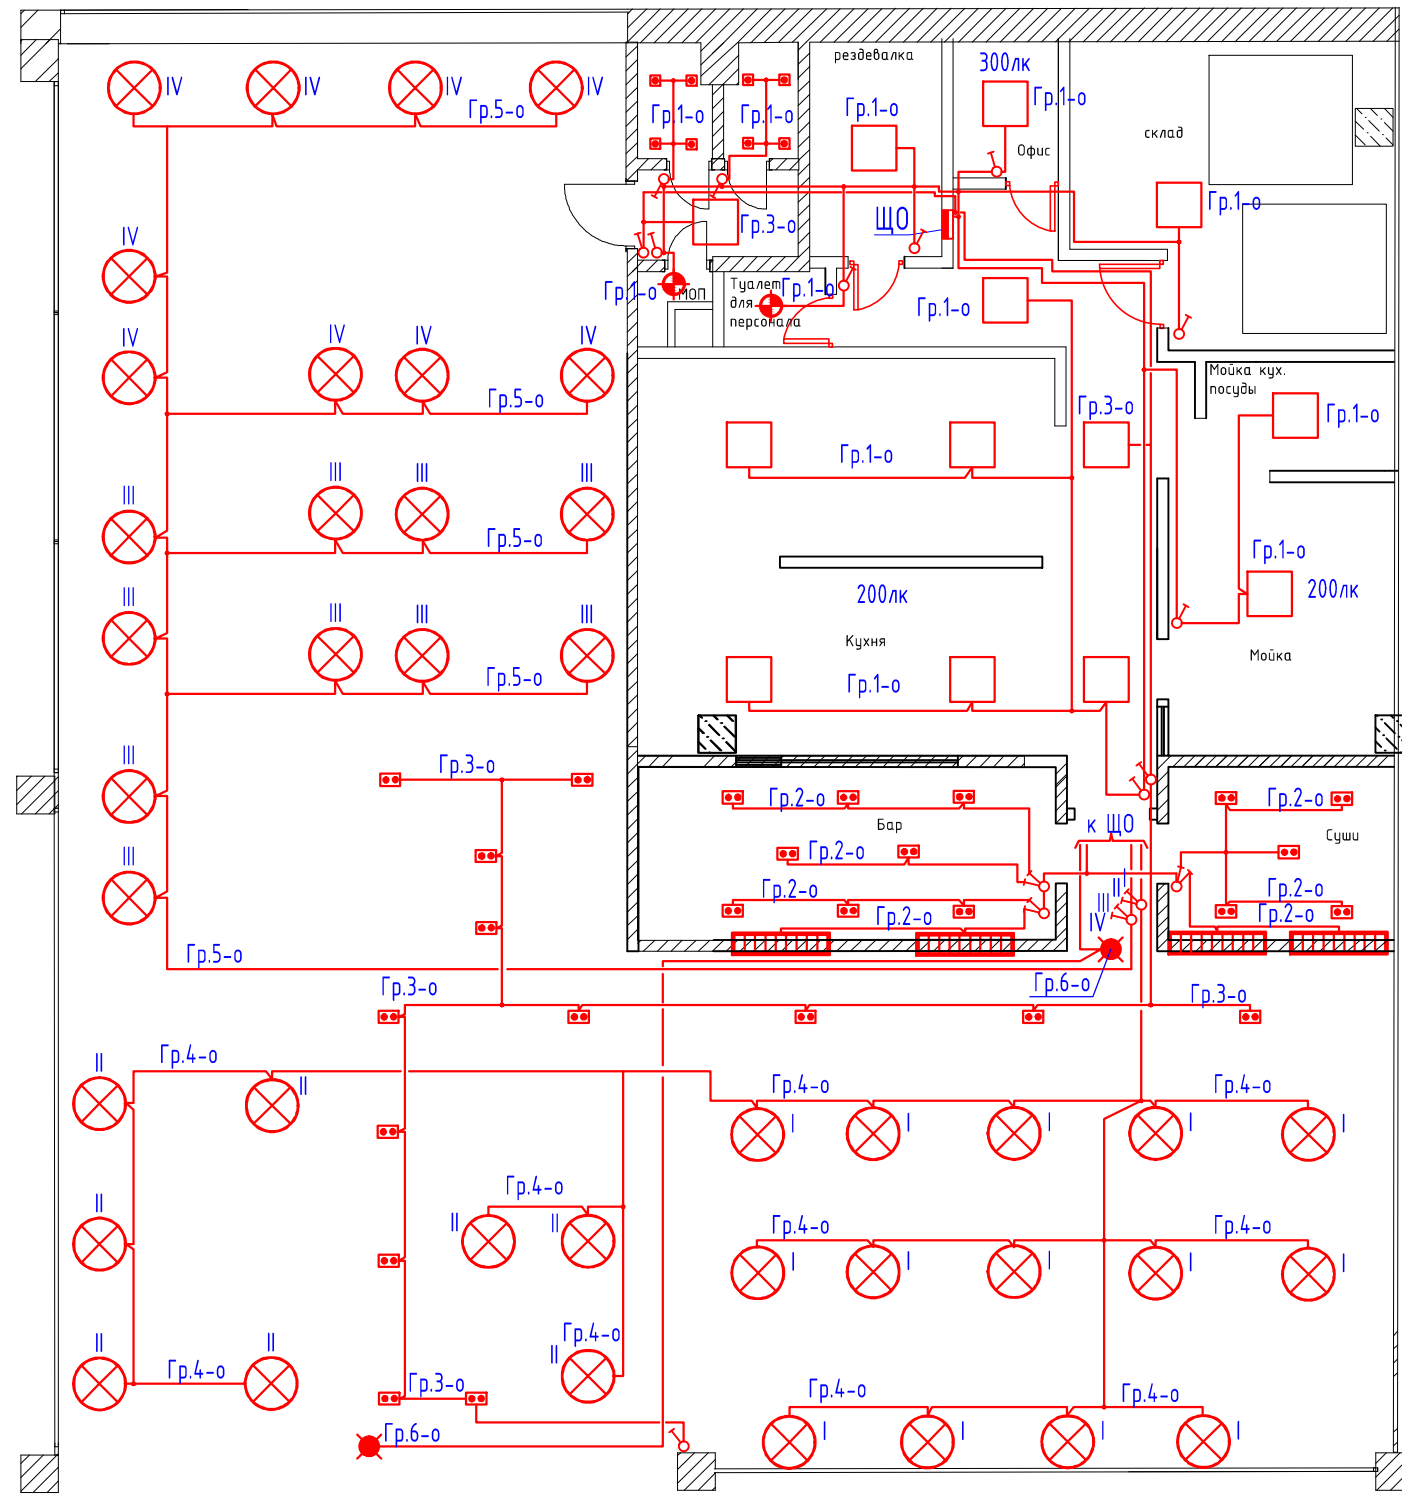 IV
IV
IV
IV
Гр.5-о
Гр.1-о
Гр.1-о
рездевалка
Гр.1-о
300лк
Гр.1-о
Офис
склад
Гр.1-о
Гр.3-о
ЩО
IV
Гр.1-о
МОП
Туалет
для
персонала
Гр.1-о
Гр.1-о
IV
IV
IV
IV
Гр.5-о
Мойка кух.
посуды
Гр.1-о
Гр.3-о
Гр.1-о
III
III
III
III
Гр.5-о
Гр.1-о
200лк
200лк
III
III
III
III
Гр.5-о
Кухня
Мойка
Гр.1-о
III
Гр.3-о
Гр.2-о
Бар
к ЩО
Гр.2-о
Суши
Гр.2-о
III
Гр.2-о
Гр.2-о
I
II
III
IV
Гр.2-о
Гр.2-о
Гр.5-о
Гр.6-о
Гр.3-о
Гр.3-о
II
Гр.4-о
II
Гр.4-о
Гр.4-о
I
I
I
I
I
II
Гр.4-о
II
II
Гр.4-о
Гр.4-о
I
I
I
I
I
II
Гр.4-о
II
Гр.4-о
II
Гр.3-о
Гр.4-о
Гр.4-о
I
I
I
I
Гр.6-о